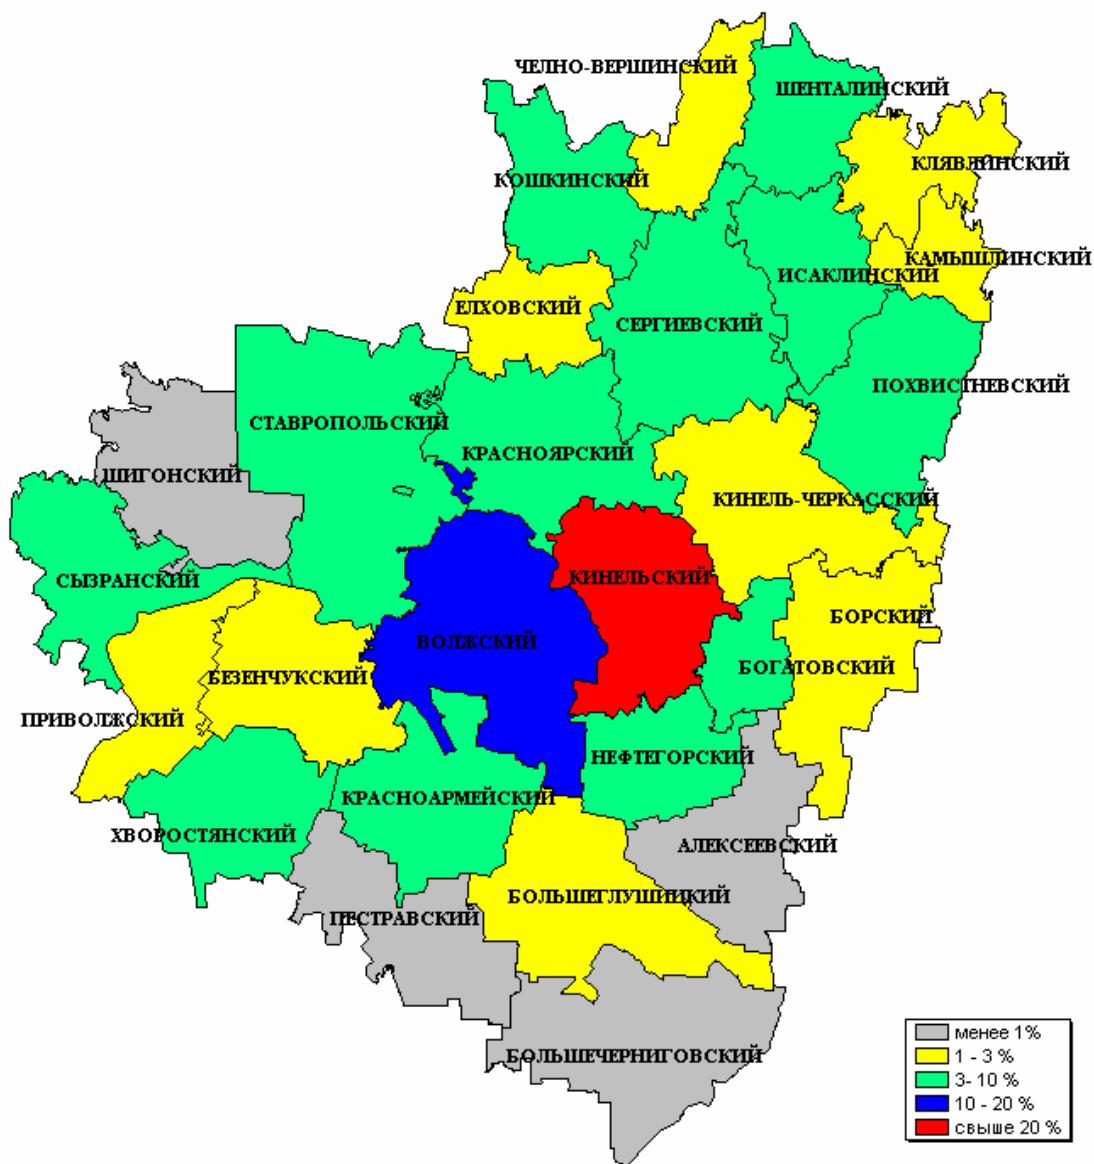 ЧЕЛНО-ВЕРШИНСКИЙ
ШЕНТАЛИНСКИЙ
КЛЯВЛИНСКИЙ
КОШКИНСКИЙ
КАМЫШЛИНСКИЙ
ИСАКЛИНСКИЙ
ЕЛХОВСКИЙ
СЕРГИЕВСКИЙ
ПОХВИСТНЕВСКИЙ
СТАВРОПОЛЬСКИЙ
КРАСНОЯРСКИЙ
ШИГОНСКИЙ
КИНЕЛЬ-ЧЕРКАССКИЙ
СЫЗРАНСКИЙ
КИНЕЛЬСКИЙ
БОРСКИЙ
ВОЛЖСКИЙ
БОГАТОВСКИЙ
БЕЗЕНЧУКСКИЙ
ПРИВОЛЖСКИЙ
НЕФТЕГОРСКИЙ
КРАСНОАРМЕЙСКИЙ
ХВОРОСТЯНСКИЙ
АЛЕКСЕЕВСКИЙ
БОЛЬШЕГЛУШИЦКИЙ
ПЕСТРАВСКИЙ
БОЛЬШЕЧЕРНИГОВСКИЙ
менее 1%
1 - 3 %
3- 10 %
10 - 20 %
свыше 20 %